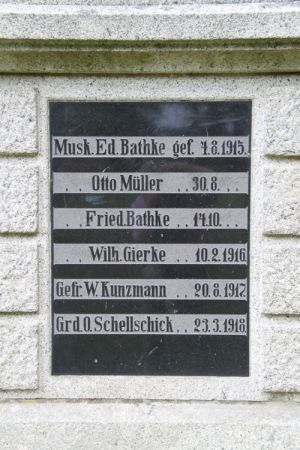 Musk. Ed. Bathke gef. 4.8.1915.
. . Otto Müller . . 30.8. . .
. . Fried. Bathke . . 14.10. . .
. . Wilh. Gierke . . 10.2.1916.
Gefr. W. Kunzmann . . 20.8.1917.
Grd. O. Schellschick . . 23.3.1918.